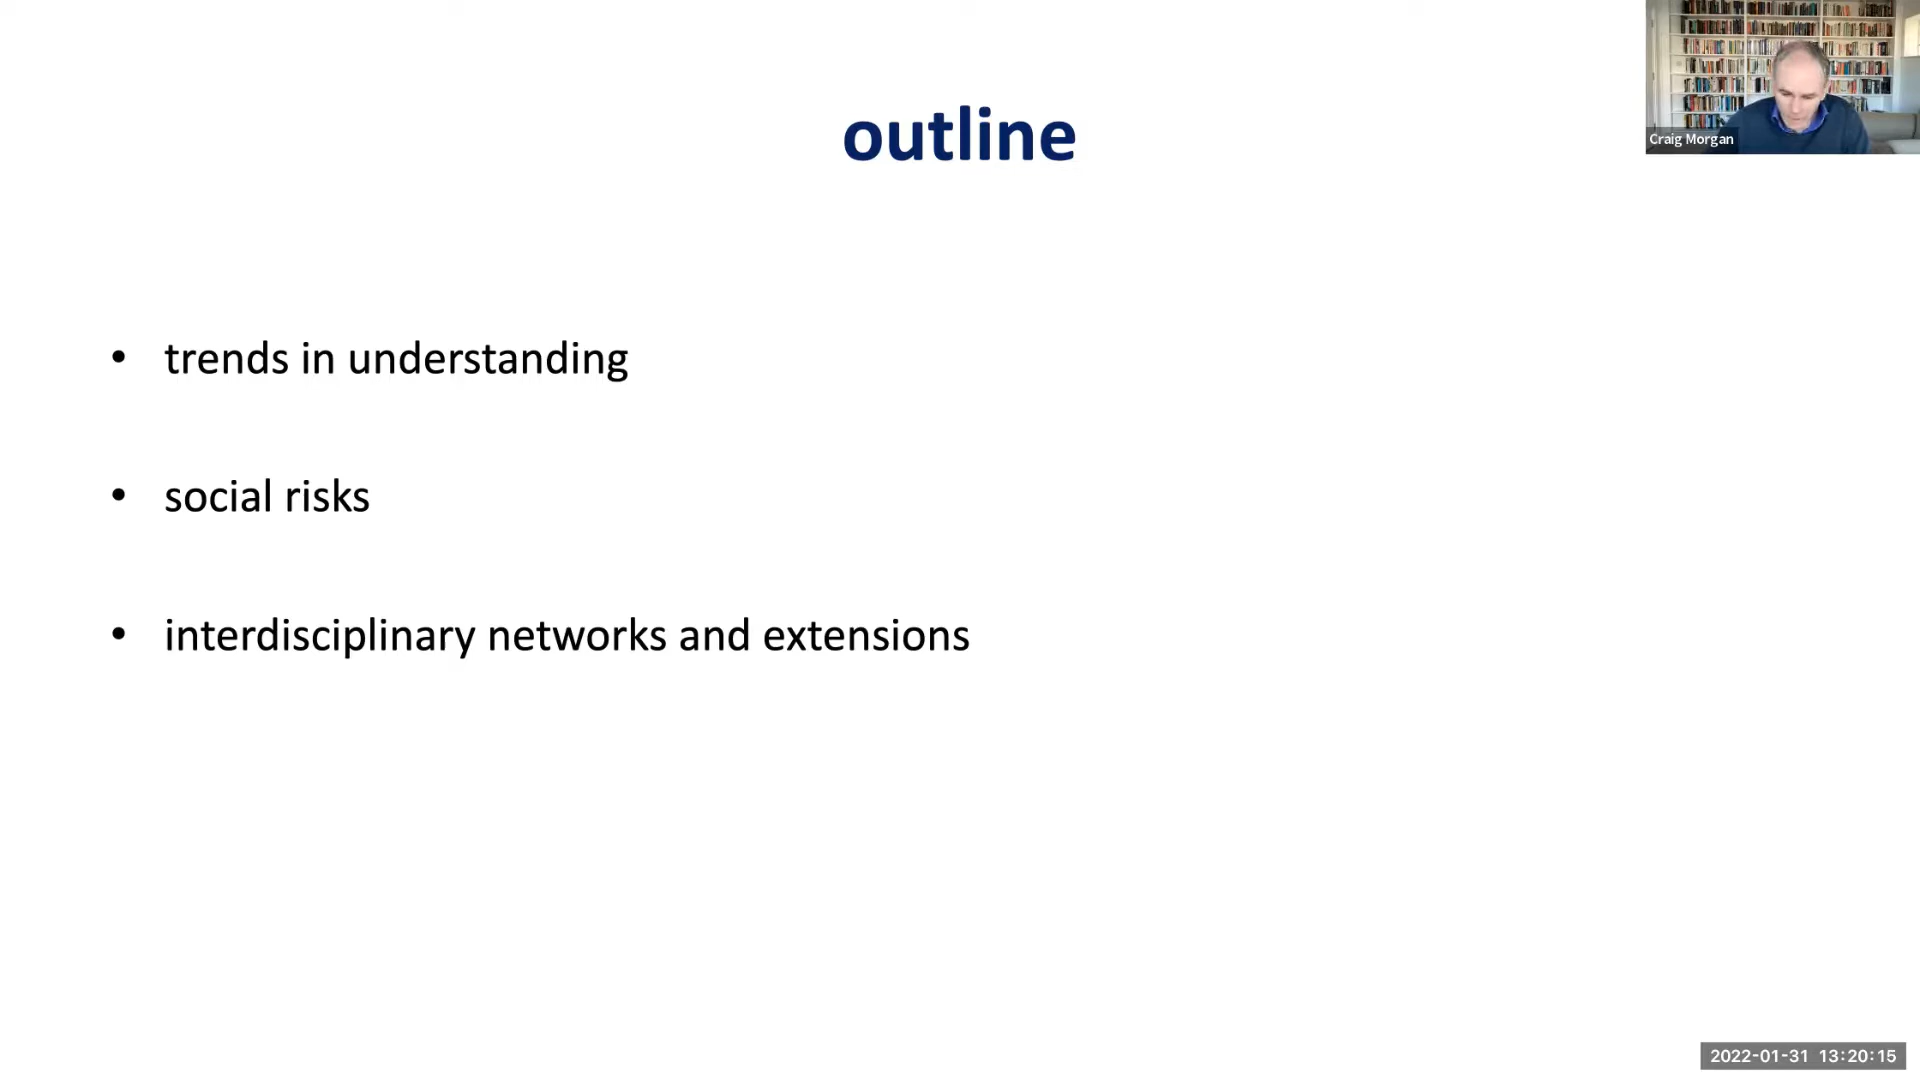 outline
Craig Morgan
• trends in understanding
• social risks
• interdisciplinary networks and extensions
2022-01-31 13:20:15